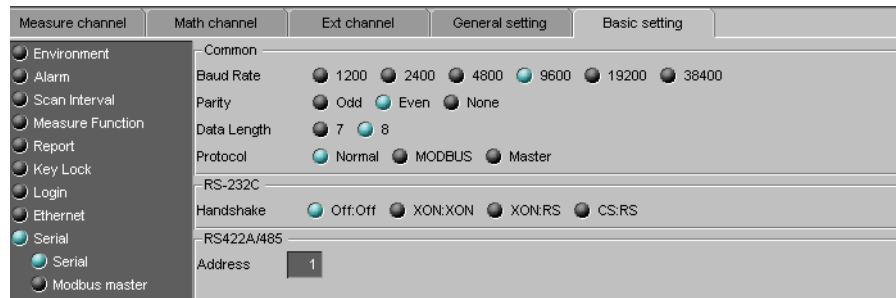 Measure channel Math channel Ext channel General setting Basic setting
Environment
Alarm
Scan Interval
Measure Function
Report
Key Lock
Login
Ethernet
Serial
Serial
Modbus master
Common
Baud Rate 1200 2400 4800 9600 19200 38400
Parity Odd Even None
Data Length 7 8
Protocol Normal MODBUS Master
RS-232C
Handshake Off:Off XON:XON XON:RS CS:RS
RS422A/485
Address 1